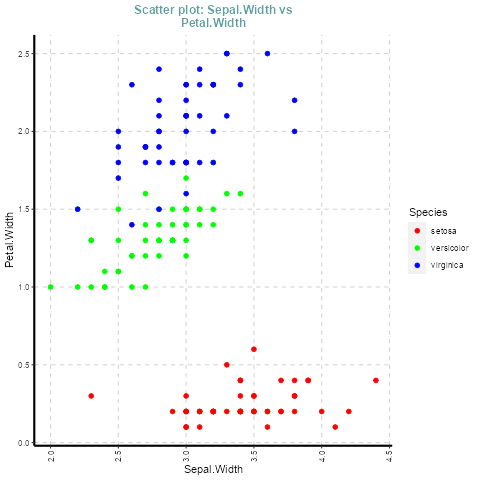 Scatter plot: Sepal.Width vs
Petal.Width
2.5
2.0
1.5
1.0
0.5
0.0
Petal.Width
2.0
2.5
3.0
3.5
4.0
4.5
Sepal.Width
Species
setosa
versicolor
virginica